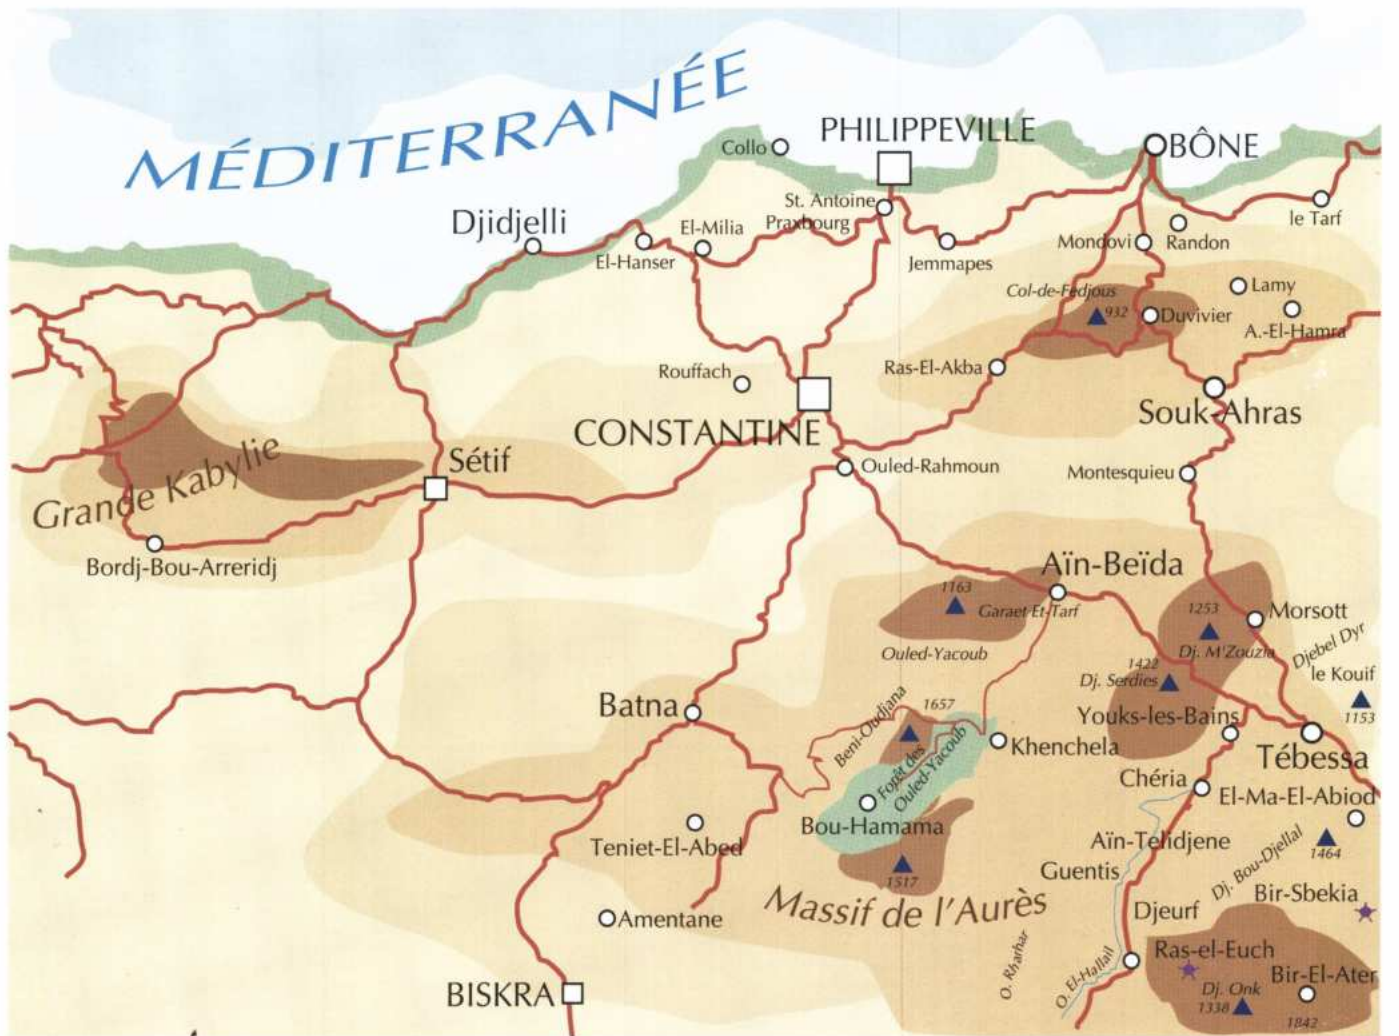 MÉDITERRANÉE
PHILIPPEVILLE
BÔNE
Collo
St. Antoine
Praxbourg
le Tarf
Djidjelli
El-Milia
El-Hanser
Jemmapes
Mondovi
Randon
Col-de-Fedjous
932
Lamy
Duvivier
A.-El-Hamra
Rouffach
Ras-El-Akba
CONSTANTINE
Souk-Ahras
Grande Kabylie
Sétif
Ouled-Rahmoun
Montesquieu
Bordj-Bou-Arreridj
Aïn-Beïda
1163
Garaet Et-Tarf
1253
Morsott
Dj. M'Zouzia
Djebel Dyr
Ouled-Yacoub
1422
Dj. Serdies
le Kouif
1153
Batna
Beni-Oudjana
1657
Khenchela
Youks-les-Bains
Tébessa
Forêt des
Ouled-Yacoub
Chéria
El-Ma-El-Abiod
Bou-Hamama
Teniet-El-Abed
Aïn-Telidjene
1464
Guentis
Dj. Bou-Djellal
1517
Massif de l'Aurès
Bir-Sbekia
Amentane
Djeurf
O. Rhathar
O. El-Hallail
Ras-el-Euch
Bir-El-Ater
BISKRA
Dj. Onk
1338
1842